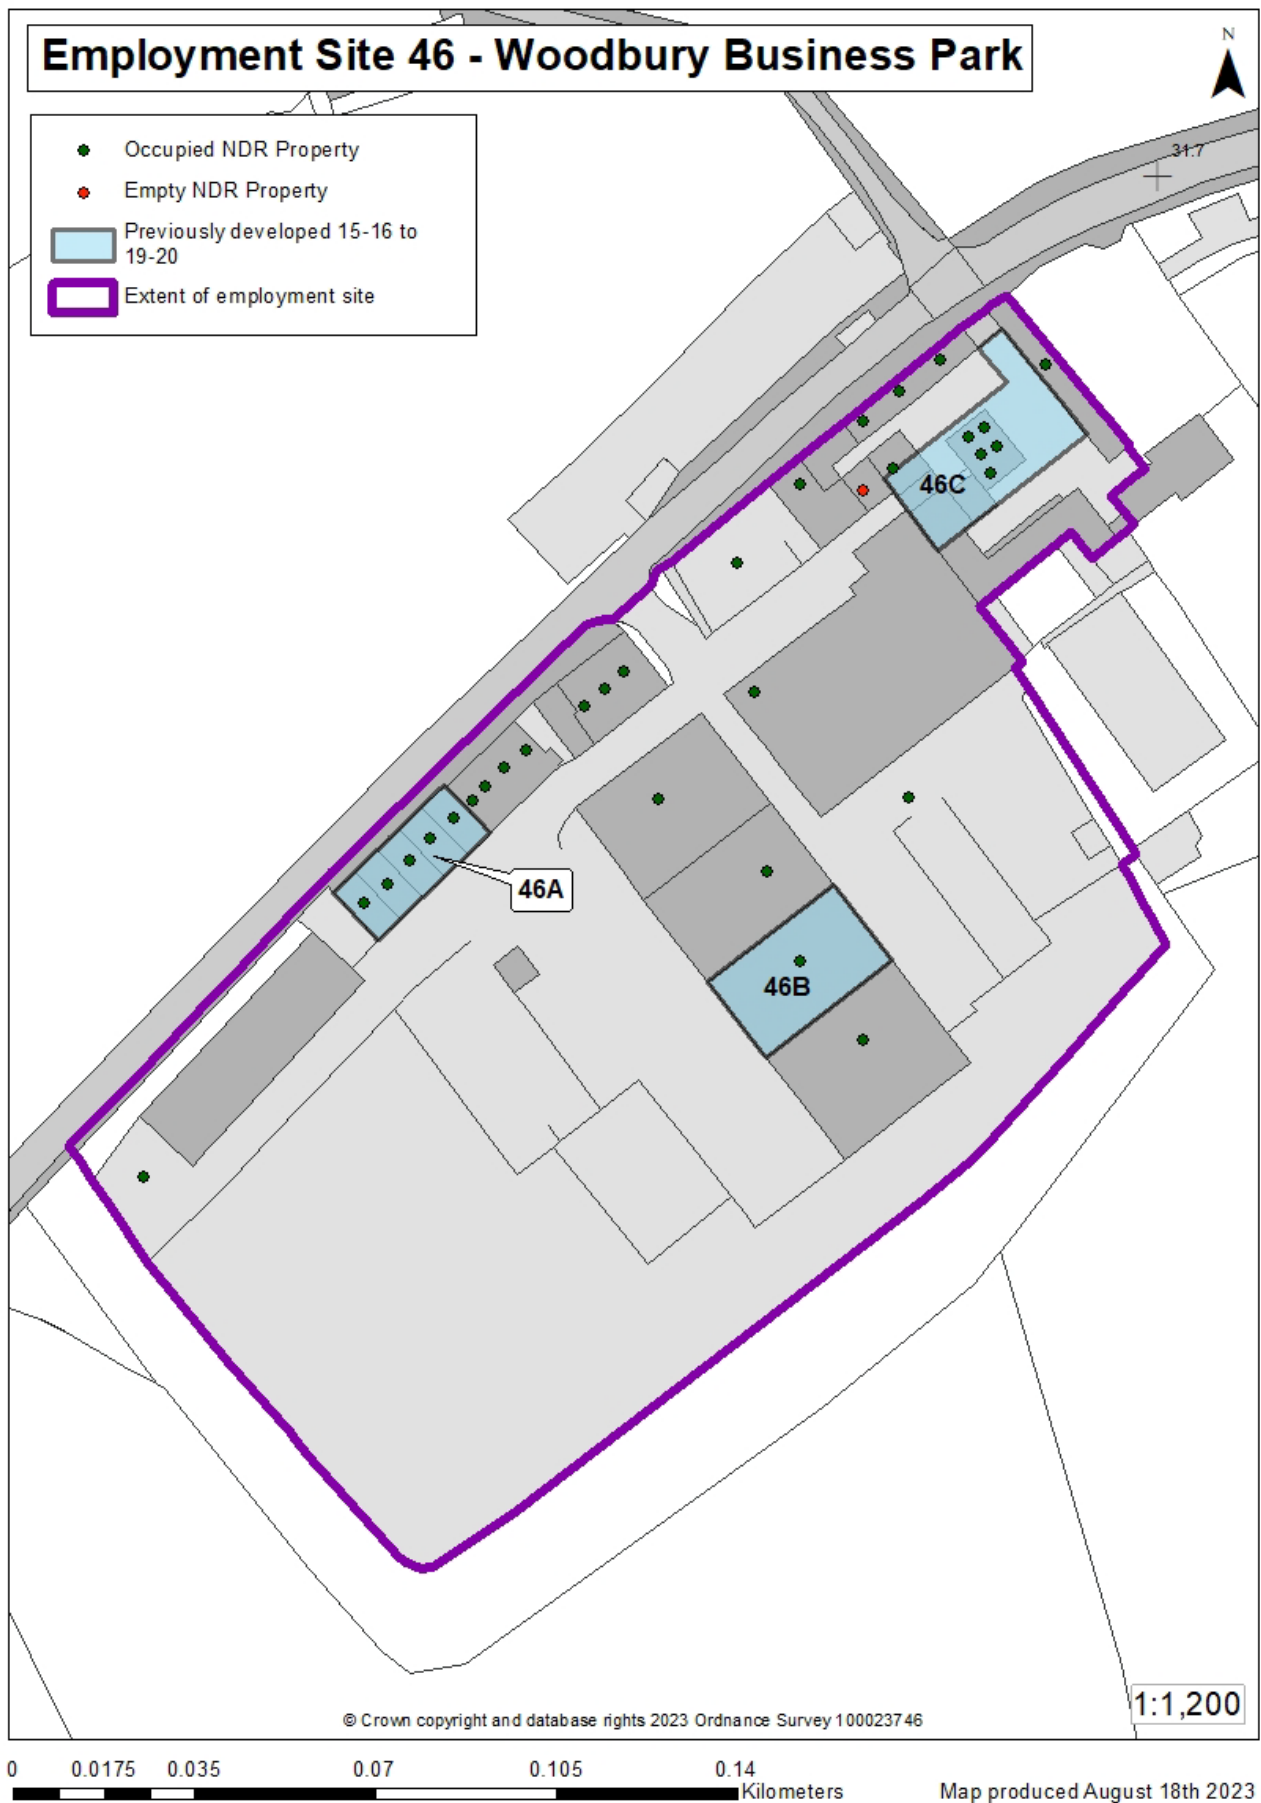 Employment Site 46 - Woodbury Business Park
N
Occupied NDR Property
Empty NDR Property
Previously developed 15-16 to
19-20
Extent of employment site
31.7
46C
46A
46B
1:1,200
© Crown copyright and database rights 2023 Ordnance Survey 100023746
0 0.0175 0.035 0.07 0.105 0.14
Kilometers
Map produced August 18th 2023